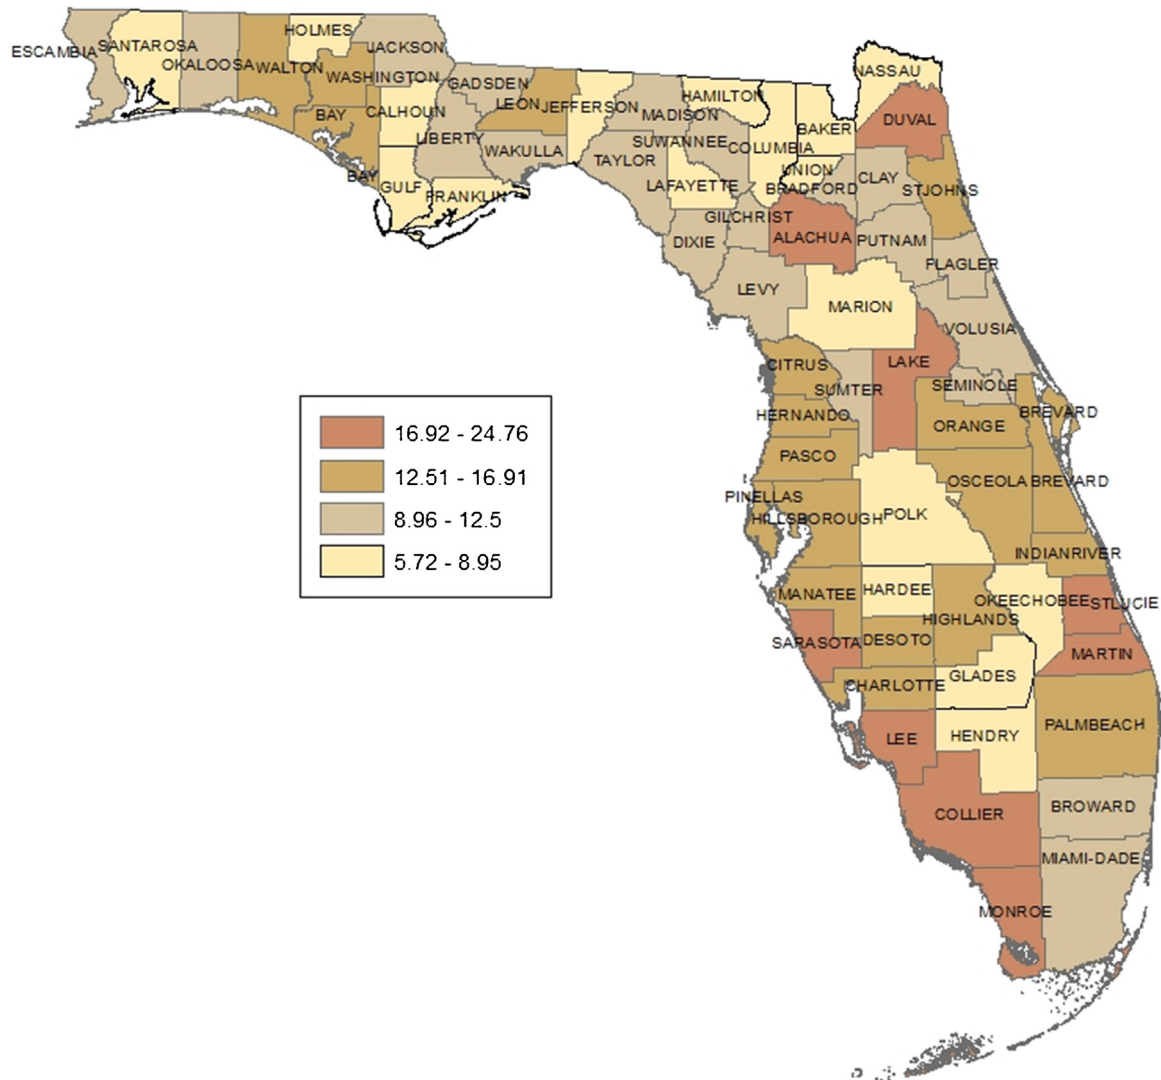 HOLMES
ESCAMBIA
SANTAROSA
OKALOOSA
WALTON
JACKSON
WASHINGTON
GADSDEN
NASSAU
BAY
CALHOUN
LEON
JEFFERSON
MADISON
HAMILTON
DUVAL
LIBERTY
WAKULLA
TAYLOR
SUWANNEE
COLUMBIA
BAKER
BAY
GULF
FRANKLIN
LAFAYETTE
UNION
BRADFORD
CLAY
STJOHNS
DIXIE
GILCHRIST
ALACHUA
PUTNAM
FLAGLER
LEVY
MARION
VOLUSIA
CITRUS
SUMTER
LAKE
SEMINOLE
HERNANDO
ORANGE
BREVARD
PASCO
PINELLAS
HILLSBOROUGH
POLK
OSCEOLA
BREVARD
INDIANRIVER
MANATEE
HARDEE
HIGHLANDS
OKEECHOBEE
STLUCIE
SARASOTA
DESOTO
MARTIN
CHARLOTTE
GLADES
LEE
HENDRY
PALMBEACH
COLLIER
BROWARD
MIAMI-DADE
MONROE
16.92 - 24.76
12.51 - 16.91
8.96 - 12.5
5.72 - 8.95